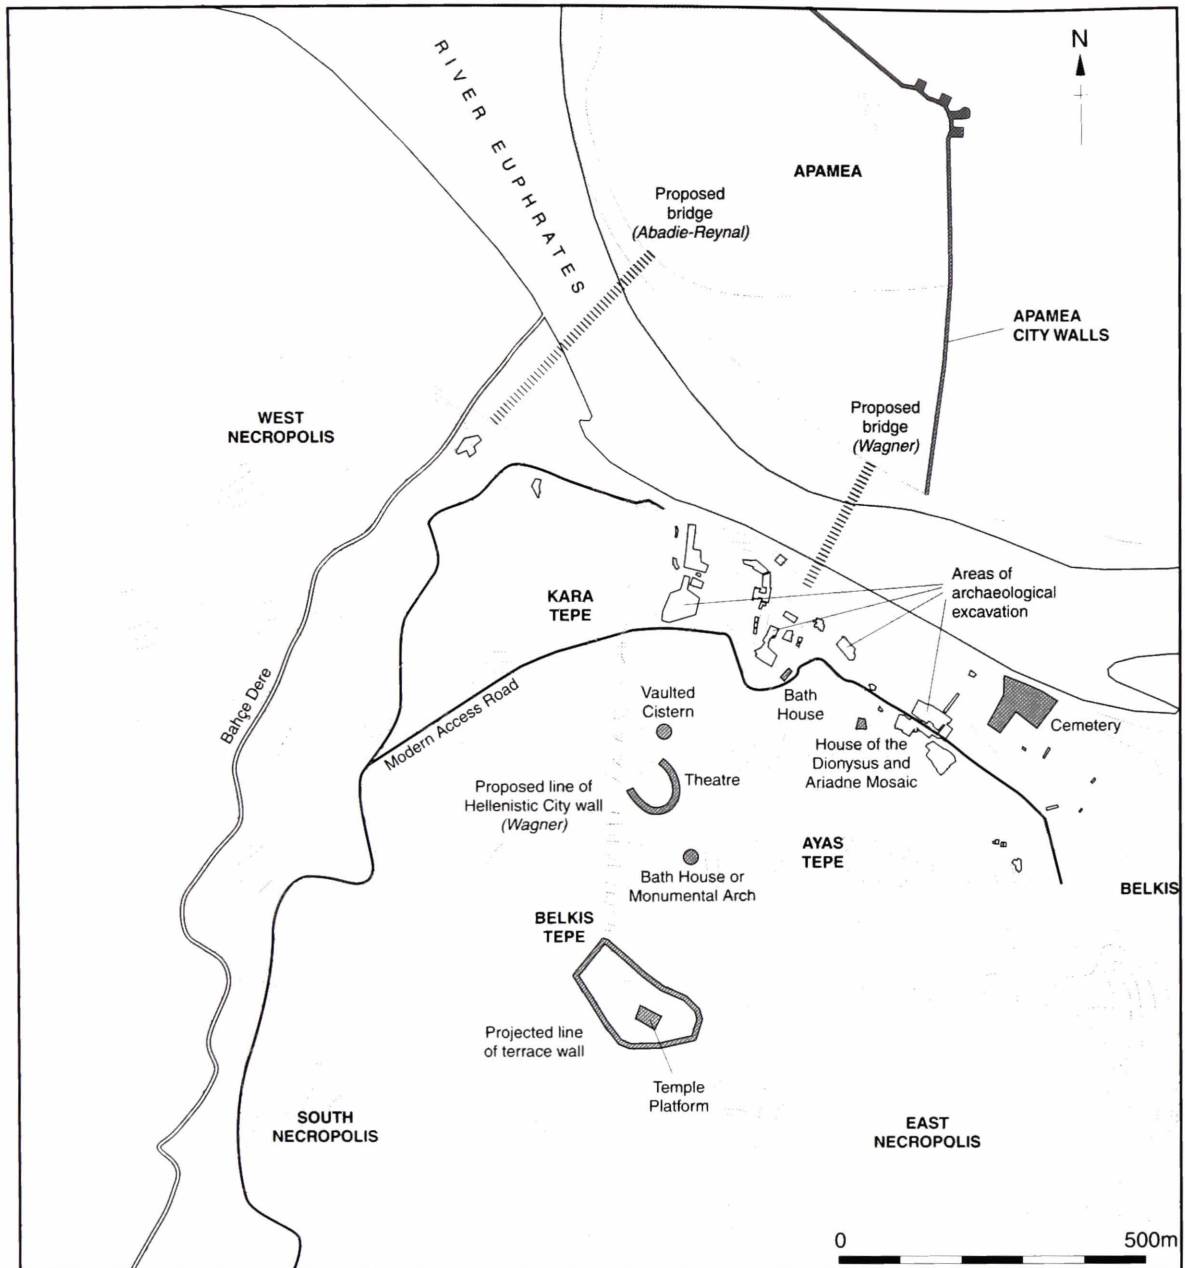 N
RIVER EUPHRATES
APAMEA
Proposed
bridge
(Abadie-Reynal)
APAMEA
CITY WALLS
Proposed
bridge
(Wagner)
WEST
NECROPOLIS
Areas of
archaeological
excavation
KARA
TEPE
Bahçe Dere
Modern Access Road
Vaulted
Cistern
Bath
House
Cemetery
House of the
Dionysus and
Ariadne Mosaic
Theatre
Proposed line of
Hellenistic City wall
(Wagner)
AYAS
TEPE
Bath House or
Monumental Arch
BELKIS
BELKIS
TEPE
Projected line
of terrace wall
Temple
Platform
SOUTH
NECROPOLIS
EAST
NECROPOLIS
0 500m